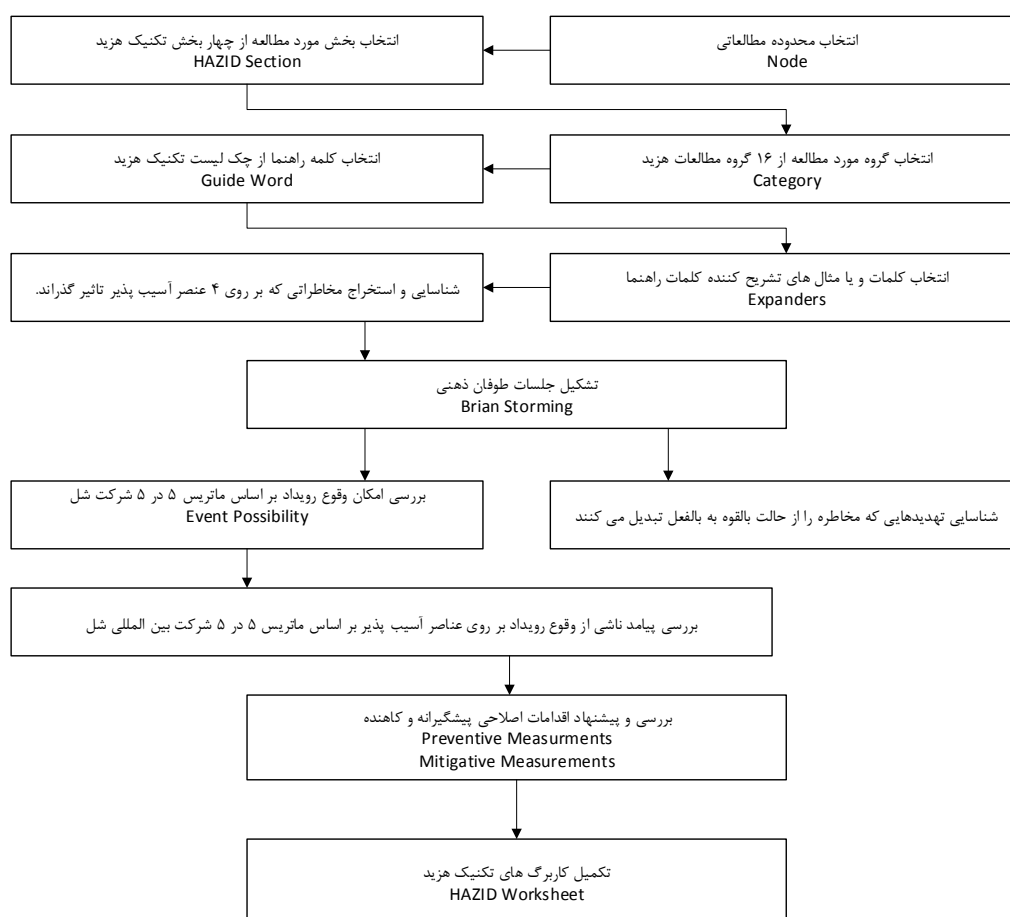 انتخاب محدوده مطالعاتی
Node
انتخاب بخش مورد مطالعه از چهار بخش تکنیک هزید
HAZID Section
انتخاب گروه مورد مطالعه از ۱۶ گروه مطالعات هزید
Category
انتخاب کلمه راهنما از چک لیست تکنیک هزید
Guide Word
انتخاب کلمات و یا مثال های تشریح کننده کلمات راهنما
Expanders
شناسایی و استخراج مخاطراتی که بر روی ۴ عنصر آسیب پذیر تاثیر گذراند.
تشکیل جلسات طوفان ذهنی
Brian Storming
شناسایی تهدیدهایی که مخاطره را از حالت بالقوه به بالفعل تبدیل می کنند
بررسی امکان وقوع رویداد بر اساس ماتریس ۵ در ۵ شرکت شل
Event Possibility
بررسی پیامد ناشی از وقوع رویداد بر روی عناصر آسیب پذیر بر اساس ماتریس ۵ در ۵ شرکت بین المللی شل
بررسی و پیشنهاد اقدامات اصلاحی پیشگیرانه و کاهنده
Preventive Measurments
Mitigative Measurements
تکمیل کاربرگ های تکنیک هزید
HAZID Worksheet